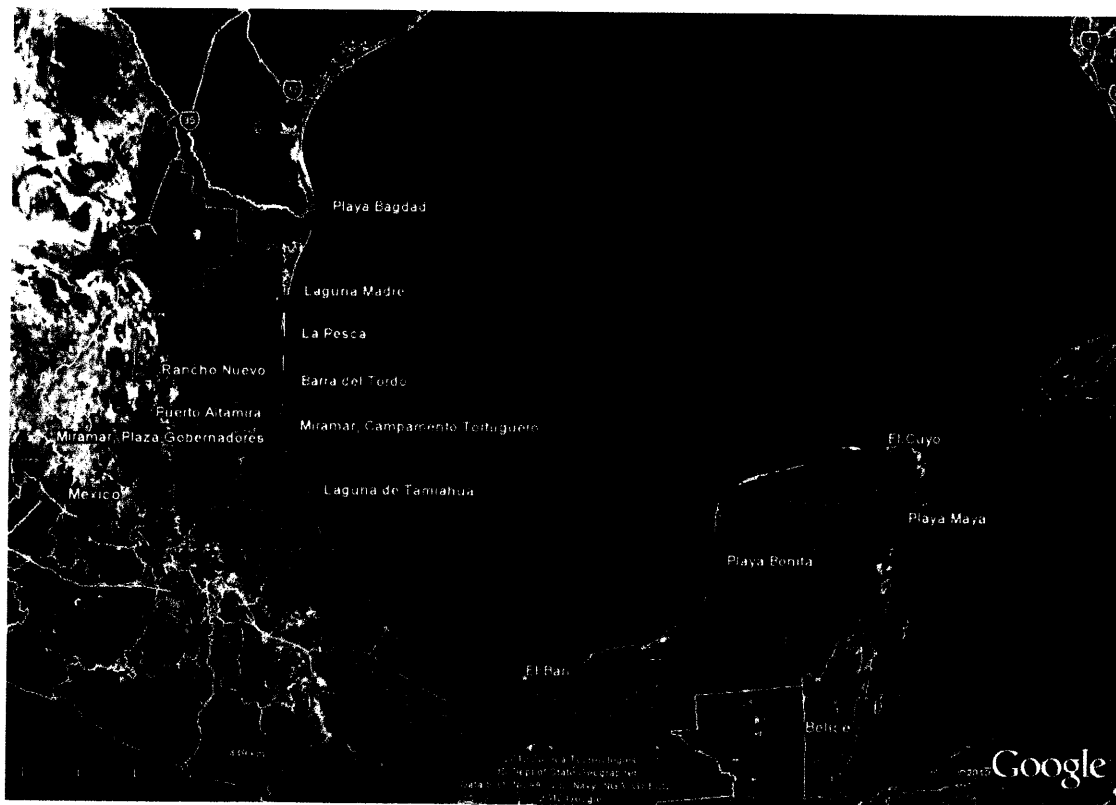 35
Playa Bagdad
Laguna Madre
La Pesca
Rancho Nuevo
Barra del Tordo
Puerto Altamira
Miramar, Campamento Tortuguero
Miramar, Plaza Gobernadores
El Cuyo
Mexico
Laguna de Tamiahua
Playa Maya
Playa Bonita
El Bari
Belice
Google